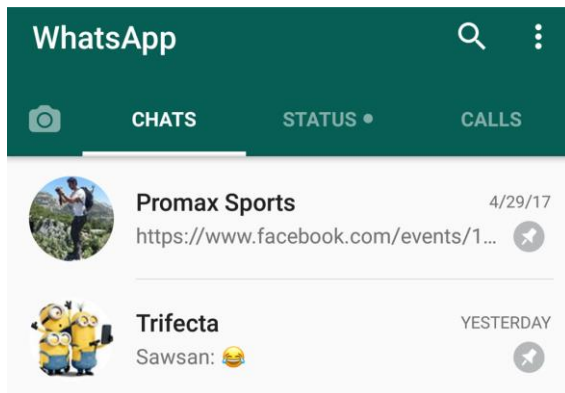 WhatsApp
CHATS STATUS CALLS
Promax Sports 4/29/17
https://www.facebook.com/events/1...
Trifecta YESTERDAY
Sawsan: 😂